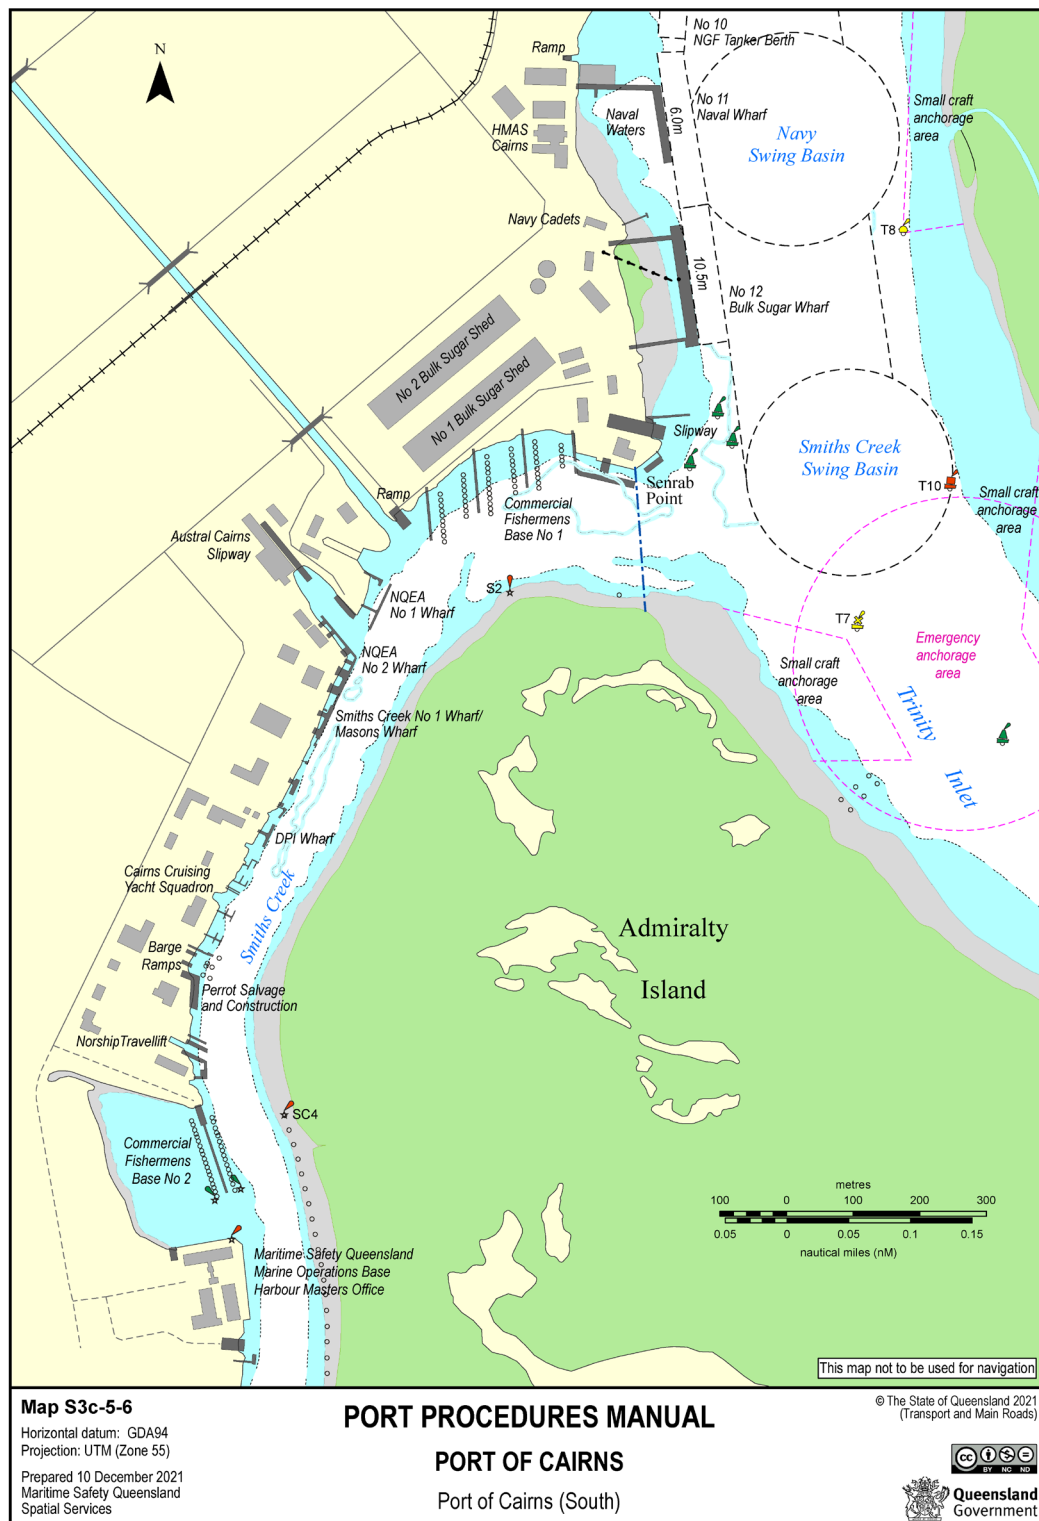 No 10
NGF Tanker Berth
Ramp
N
No 11
Naval Wharf
6.0m
Naval
Waters
HMAS
Cairns
Navy
Swing Basin
Small craft
anchorage
area
Navy Cadets
T8
10.5m
No 12
Bulk Sugar Wharf
No 2 Bulk Sugar Shed
No 1 Bulk Sugar Shed
Slipway
Smiths Creek
Swing Basin
T10
Small craft
anchorage
area
Senrab
Point
Ramp
Commercial
Fishermens
Base No 1
Austral Cairns
Slipway
S2
NQEA
No 1 Wharf
T7
Emergency
anchorage
area
NQEA
No 2 Wharf
Small craft
anchorage
area
Trinity
Inlet
Smiths Creek No 1 Wharf/
Masons Wharf
DPI Wharf
Cairns Cruising
Yacht Squadron
Smiths Creek
Admiralty
Island
Barge
Ramps
Perrot Salvage
and Construction
NorshipTravellift
SC4
Commercial
Fishermens
Base No 2
metres
100 0 100 200 300
0.05 0 0.05 0.1 0.15
nautical miles (nM)
Maritime Safety Queensland
Marine Operations Base
Harbour Masters Office
This map not to be used for navigation
Map S3c-5-6
Horizontal datum: GDA94
Projection: UTM (Zone 55)
Prepared 10 December 2021
Maritime Safety Queensland
Spatial Services
PORT PROCEDURES MANUAL
PORT OF CAIRNS
Port of Cairns (South)
© The State of Queensland 2021
(Transport and Main Roads)
cc
BY NC ND
Queensland
Government